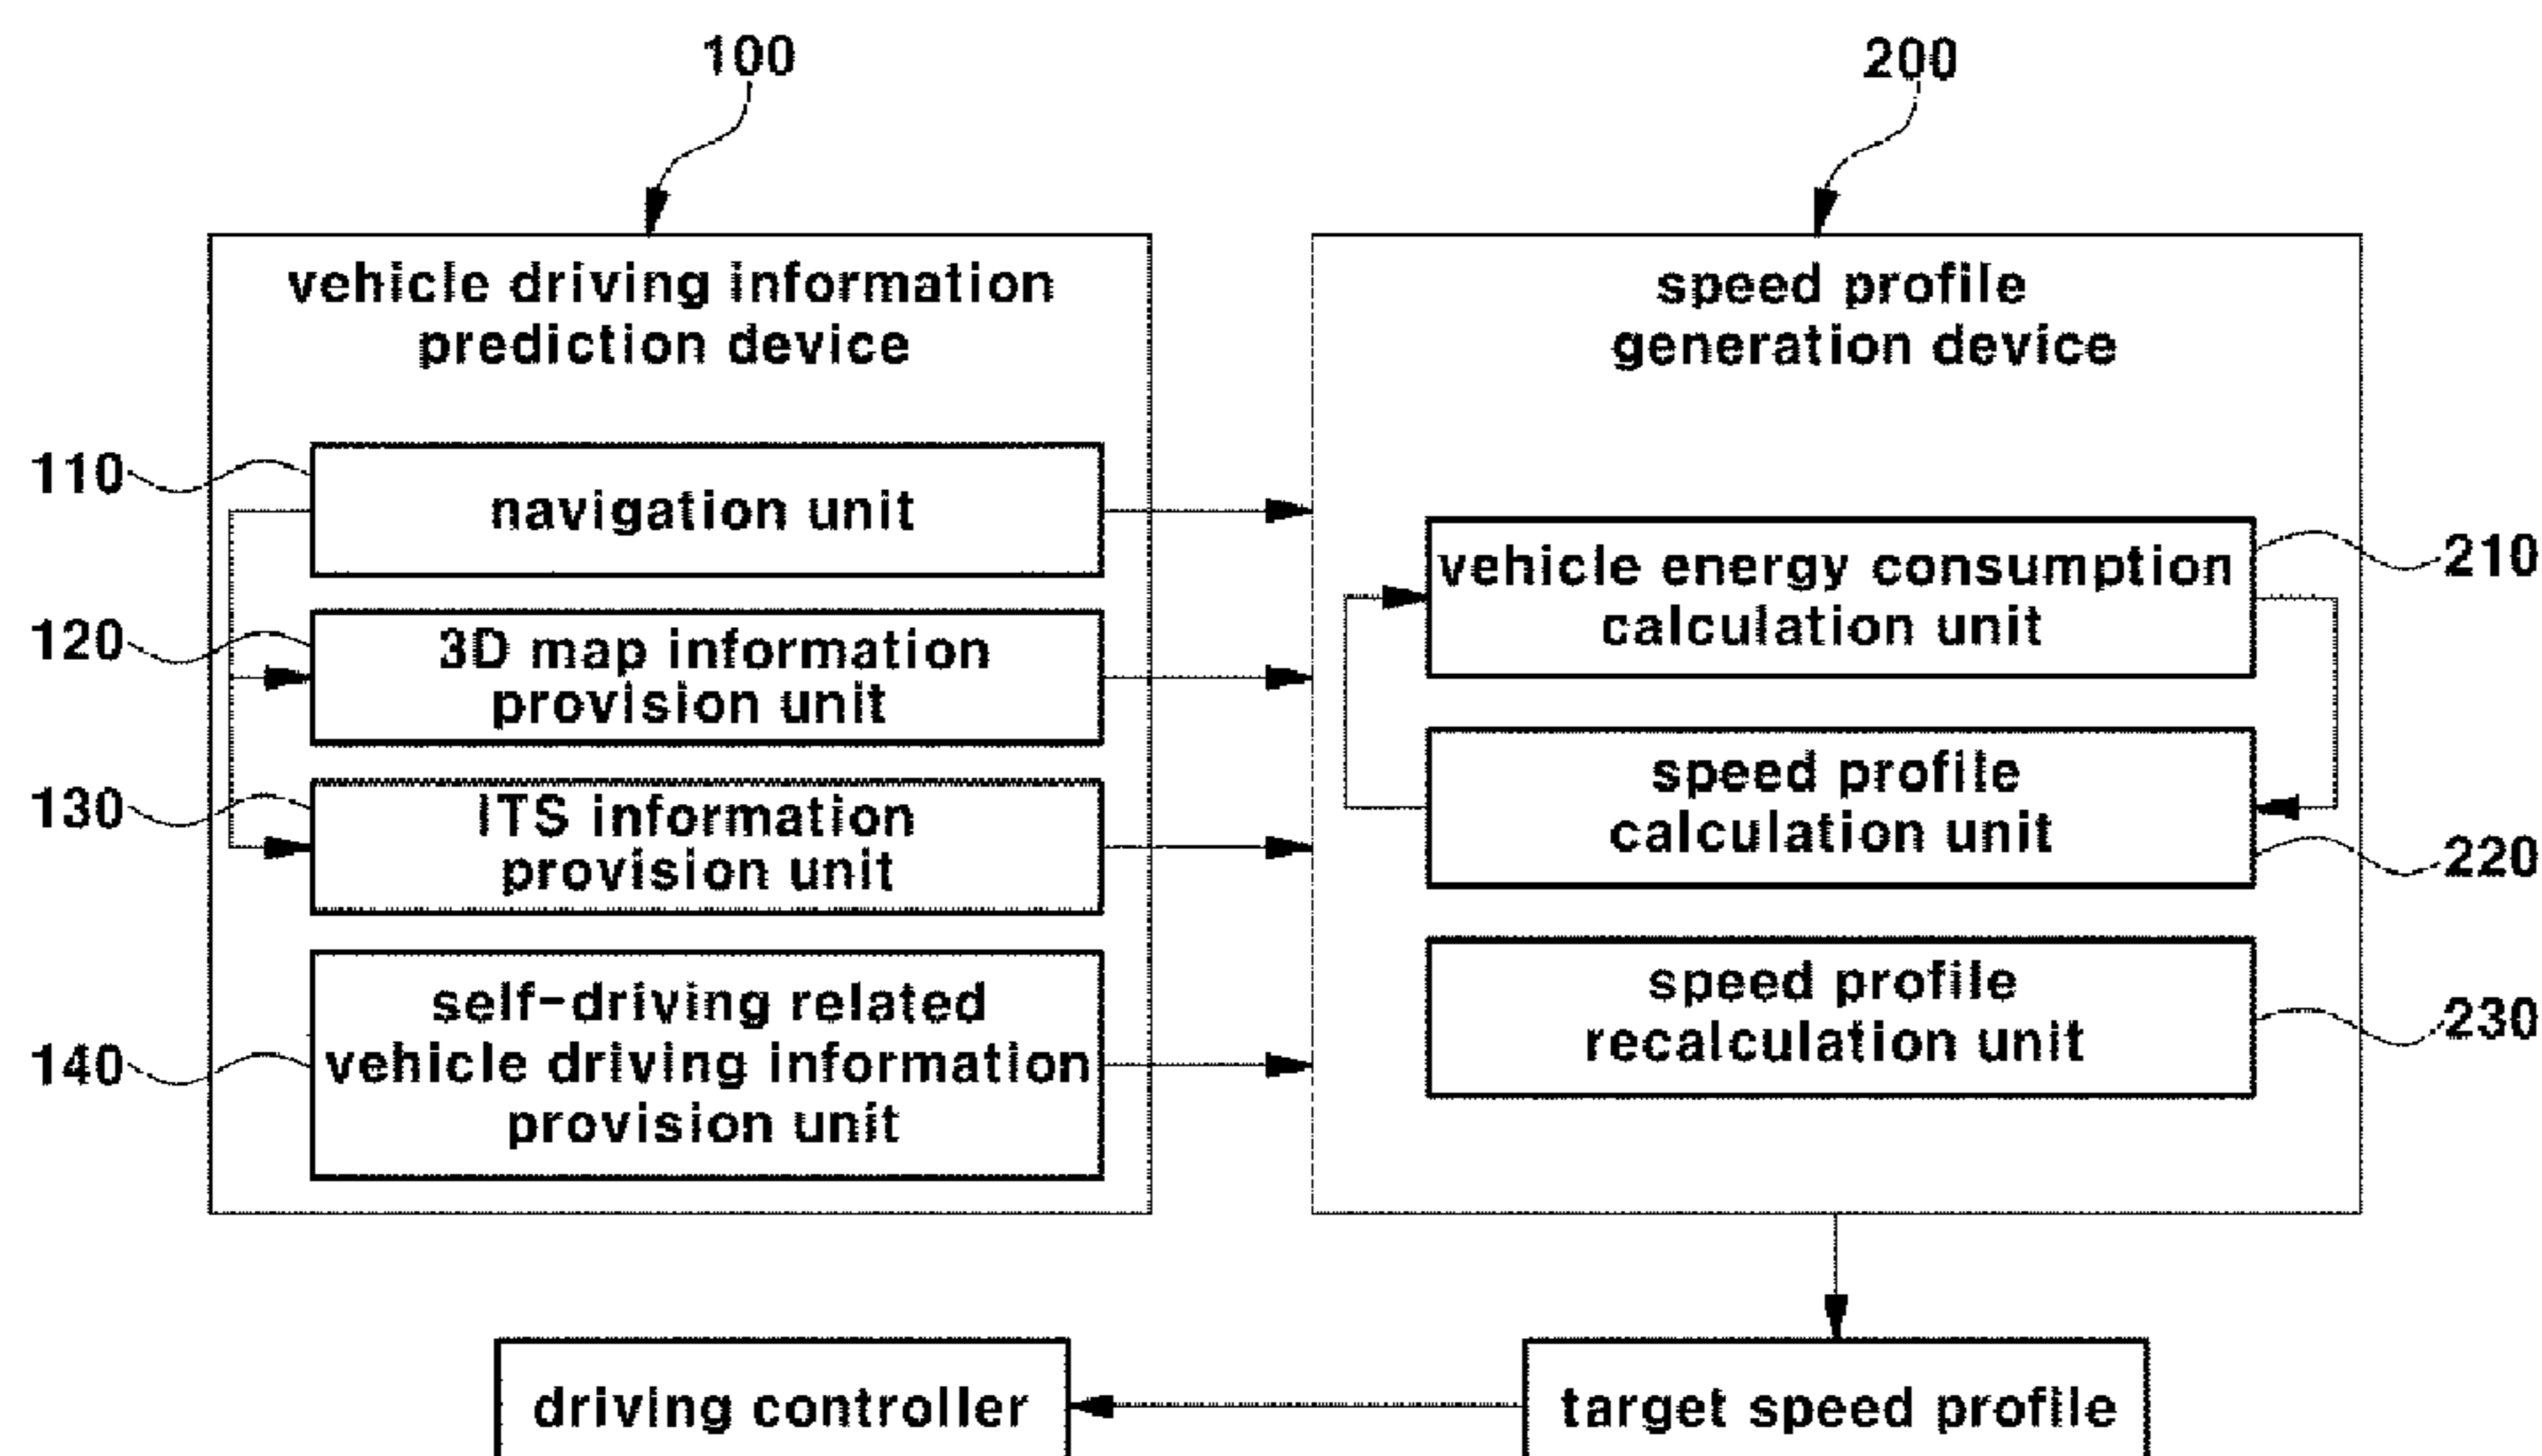 100
200
vehicle driving information
prediction device
110
navigation unit
120
3D map information
provision unit
130
ITS information
provision unit
140
self-driving related
vehicle driving information
provision unit
speed profile
generation device
vehicle energy consumption
calculation unit
210
speed profile
calculation unit
220
speed profile
recalculation unit
230
driving controller
target speed profile